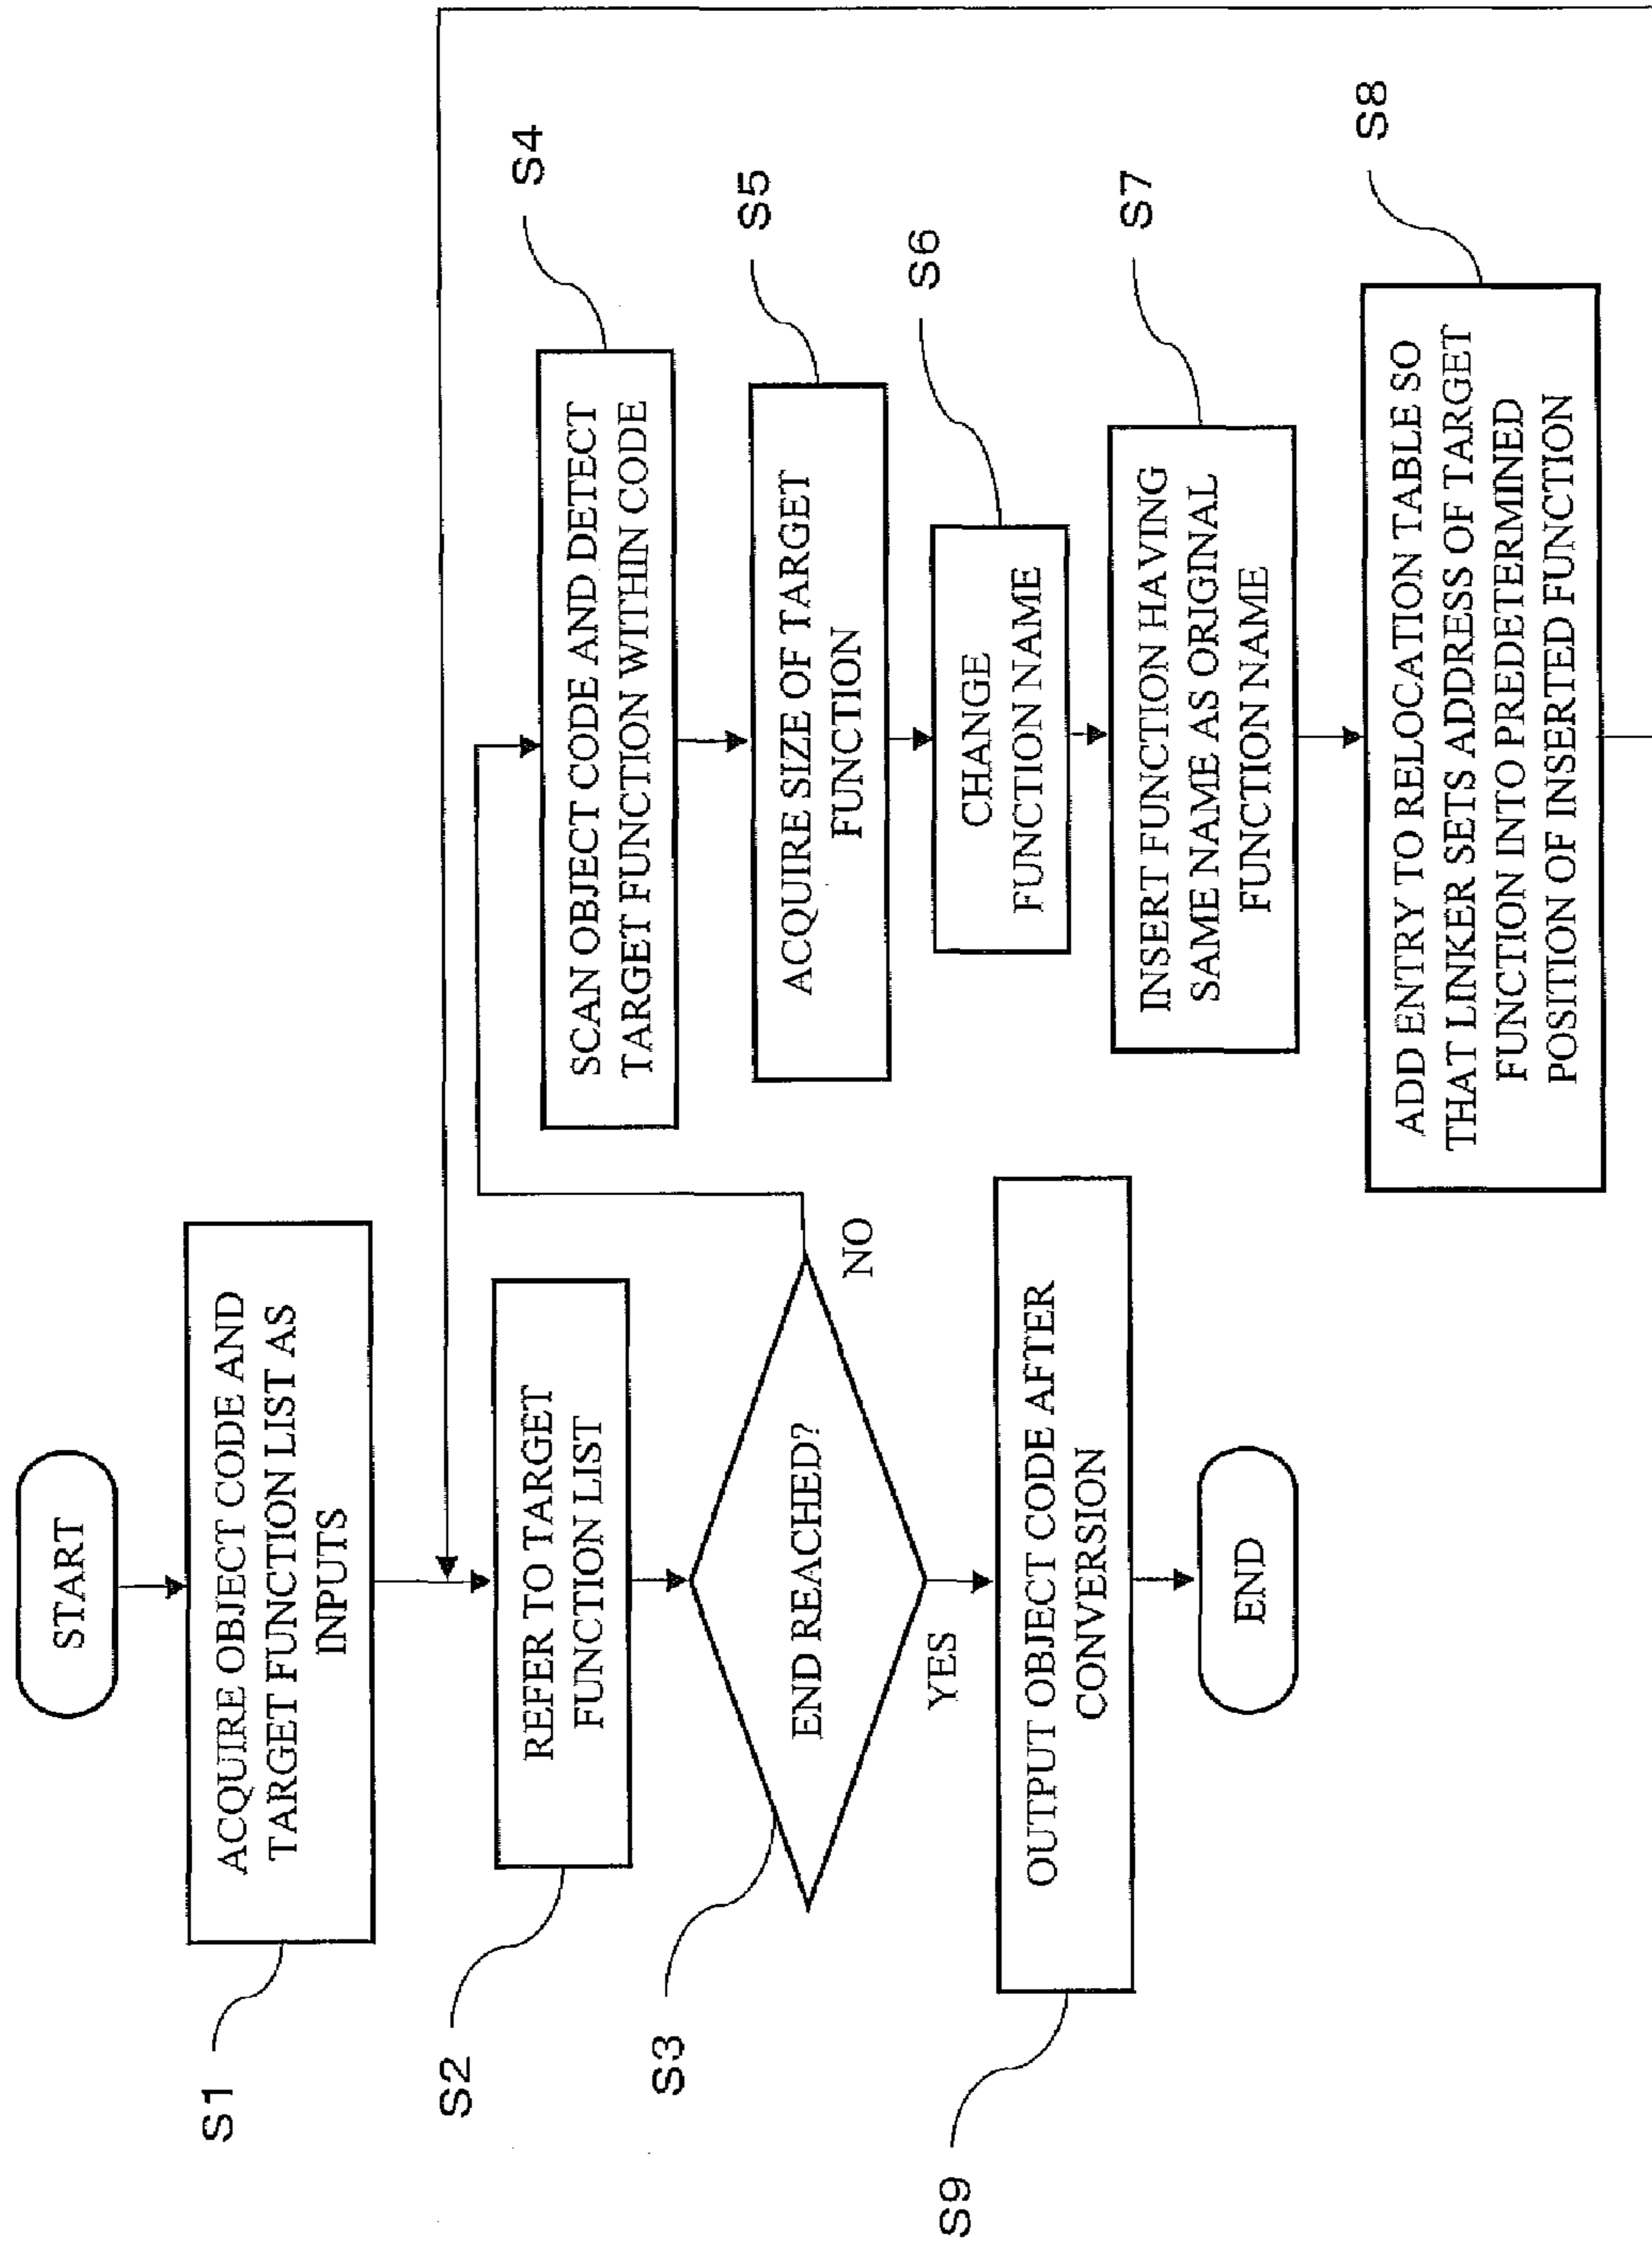 START
S1
ACQUIRE OBJECT CODE AND
TARGET FUNCTION LIST AS
INPUTS
S2
REFER TO TARGET
FUNCTION LIST
S3
END REACHED?
NO
YES
S9
OUTPUT OBJECT CODE AFTER
CONVERSION
END
S4
SCAN OBJECT CODE AND DETECT
TARGET FUNCTION WITHIN CODE
S5
ACQUIRE SIZE OF TARGET
FUNCTION
S6
CHANGE
FUNCTION NAME
S7
INSERT FUNCTION HAVING
SAME NAME AS ORIGINAL
FUNCTION NAME
S8
ADD ENTRY TO RELOCATION TABLE SO
THAT LINKER SETS ADDRESS OF TARGET
FUNCTION INTO PREDETERMINED
POSITION OF INSERTED FUNCTION